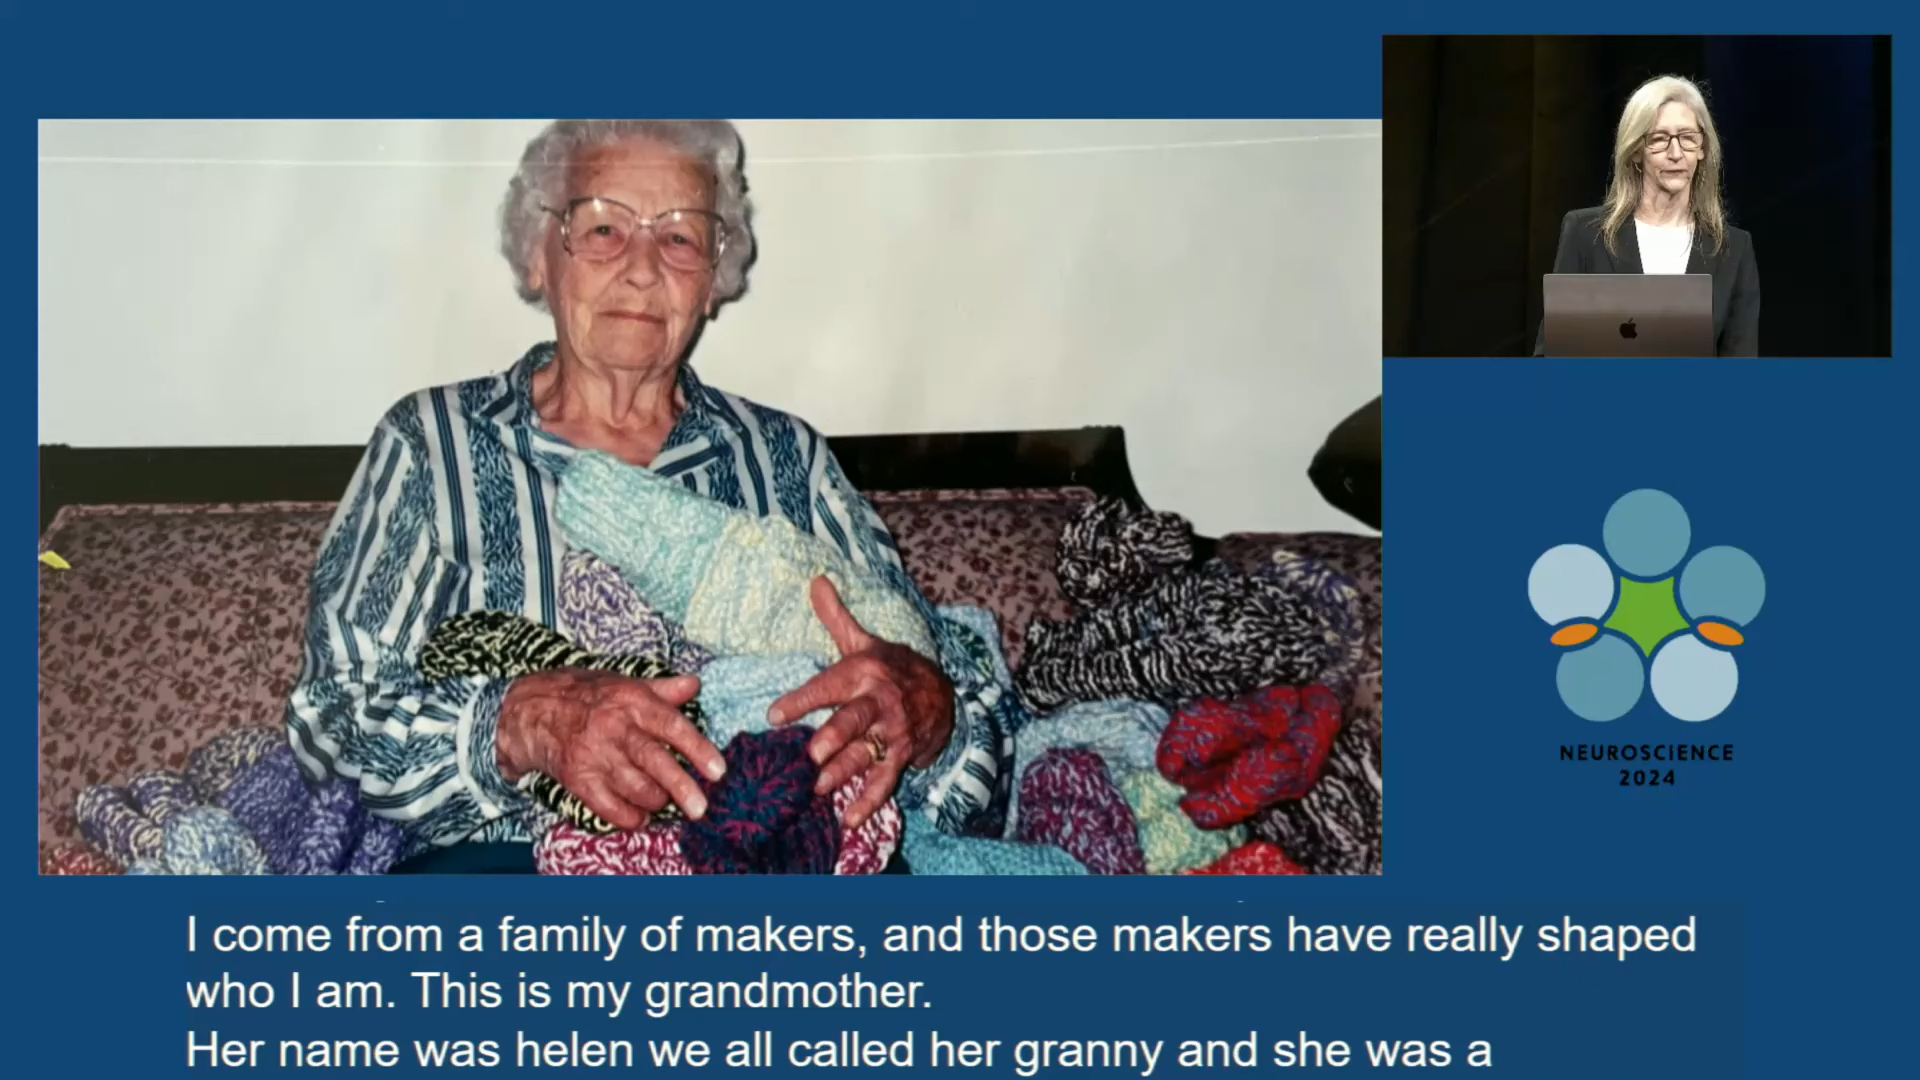 NEUROSCIENCE
2024
I come from a family of makers, and those makers have really shaped
who I am. This is my grandmother.
Her name was helen we all called her granny and she was a